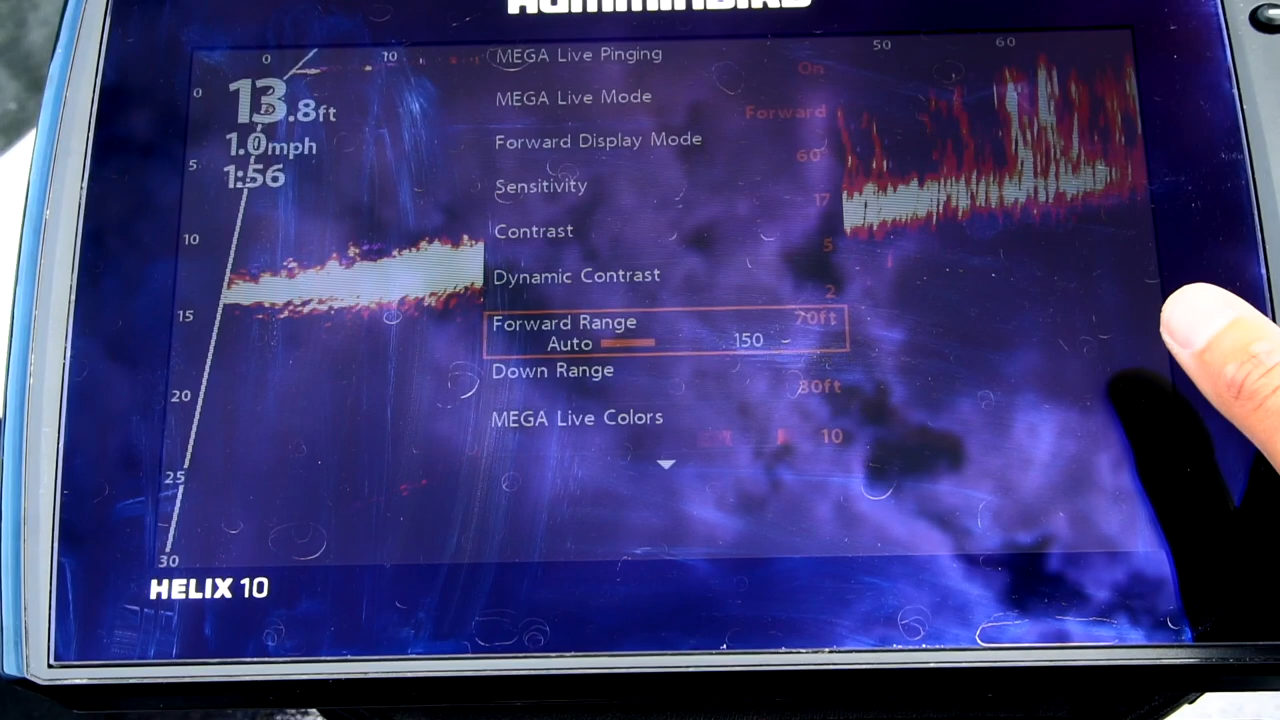 HUMMINBIRD
0 10 50 60
0
5
10
15
20
25
30
13.8ft
1.0mph
1:56
MEGA Live Pinging On
MEGA Live Mode Forward
Forward Display Mode 60
Sensitivity 17
Contrast 5
Dynamic Contrast 2
Forward Range 70ft
Auto 150
Down Range 30ft
MEGA Live Colors 10
HELIX 10